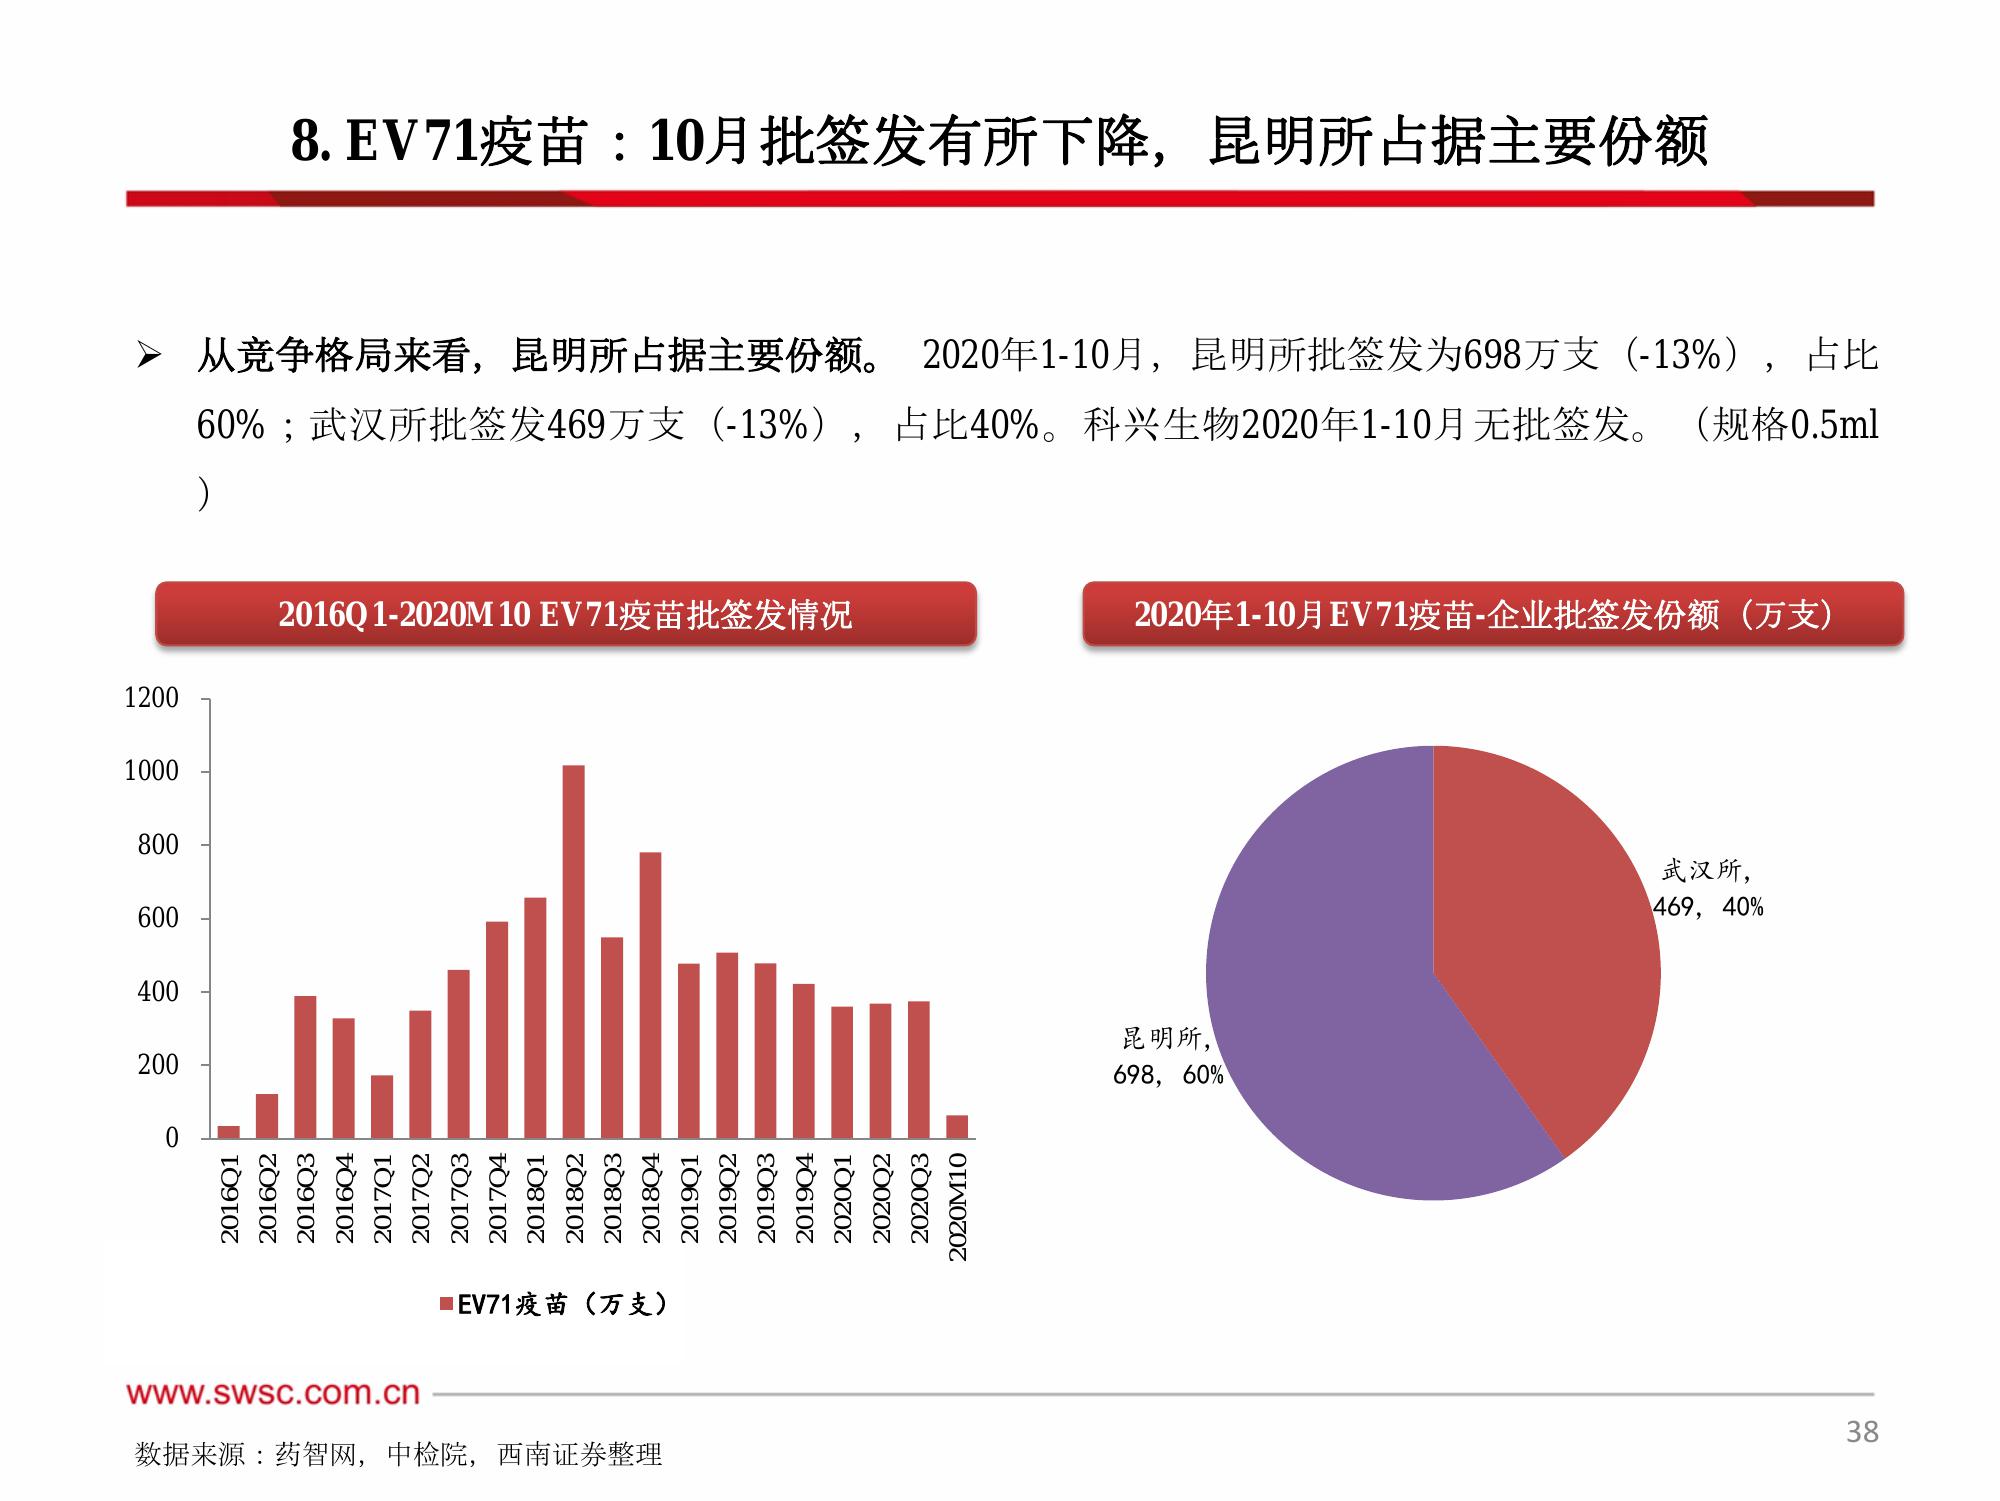 8. EV71疫苗：10月批签发有所下降，昆明所占据主要份额
➢ 从竞争格局来看，昆明所占据主要份额。 2020年1-10月，昆明所批签发为698万支（-13%），占比
60%；武汉所批签发469万支（-13%），占比40%。科兴生物2020年1-10月无批签发。（规格0.5ml
）
2016Q1-2020M10 EV71疫苗批签发情况
2020年1-10月EV71疫苗-企业批签发份额（万支）
1200
1000
800
600
400
200
0
2016Q1
2016Q2
2016Q3
2016Q4
2017Q1
2017Q2
2017Q3
2017Q4
2018Q1
2018Q2
2018Q3
2018Q4
2019Q1
2019Q2
2019Q3
2019Q4
2020Q1
2020Q2
2020Q3
2020M10
EV71疫苗（万支）
武汉所，
469，40%
昆明所，
698，60%
www.swsc.com.cn
38
数据来源：药智网，中检院，西南证券整理